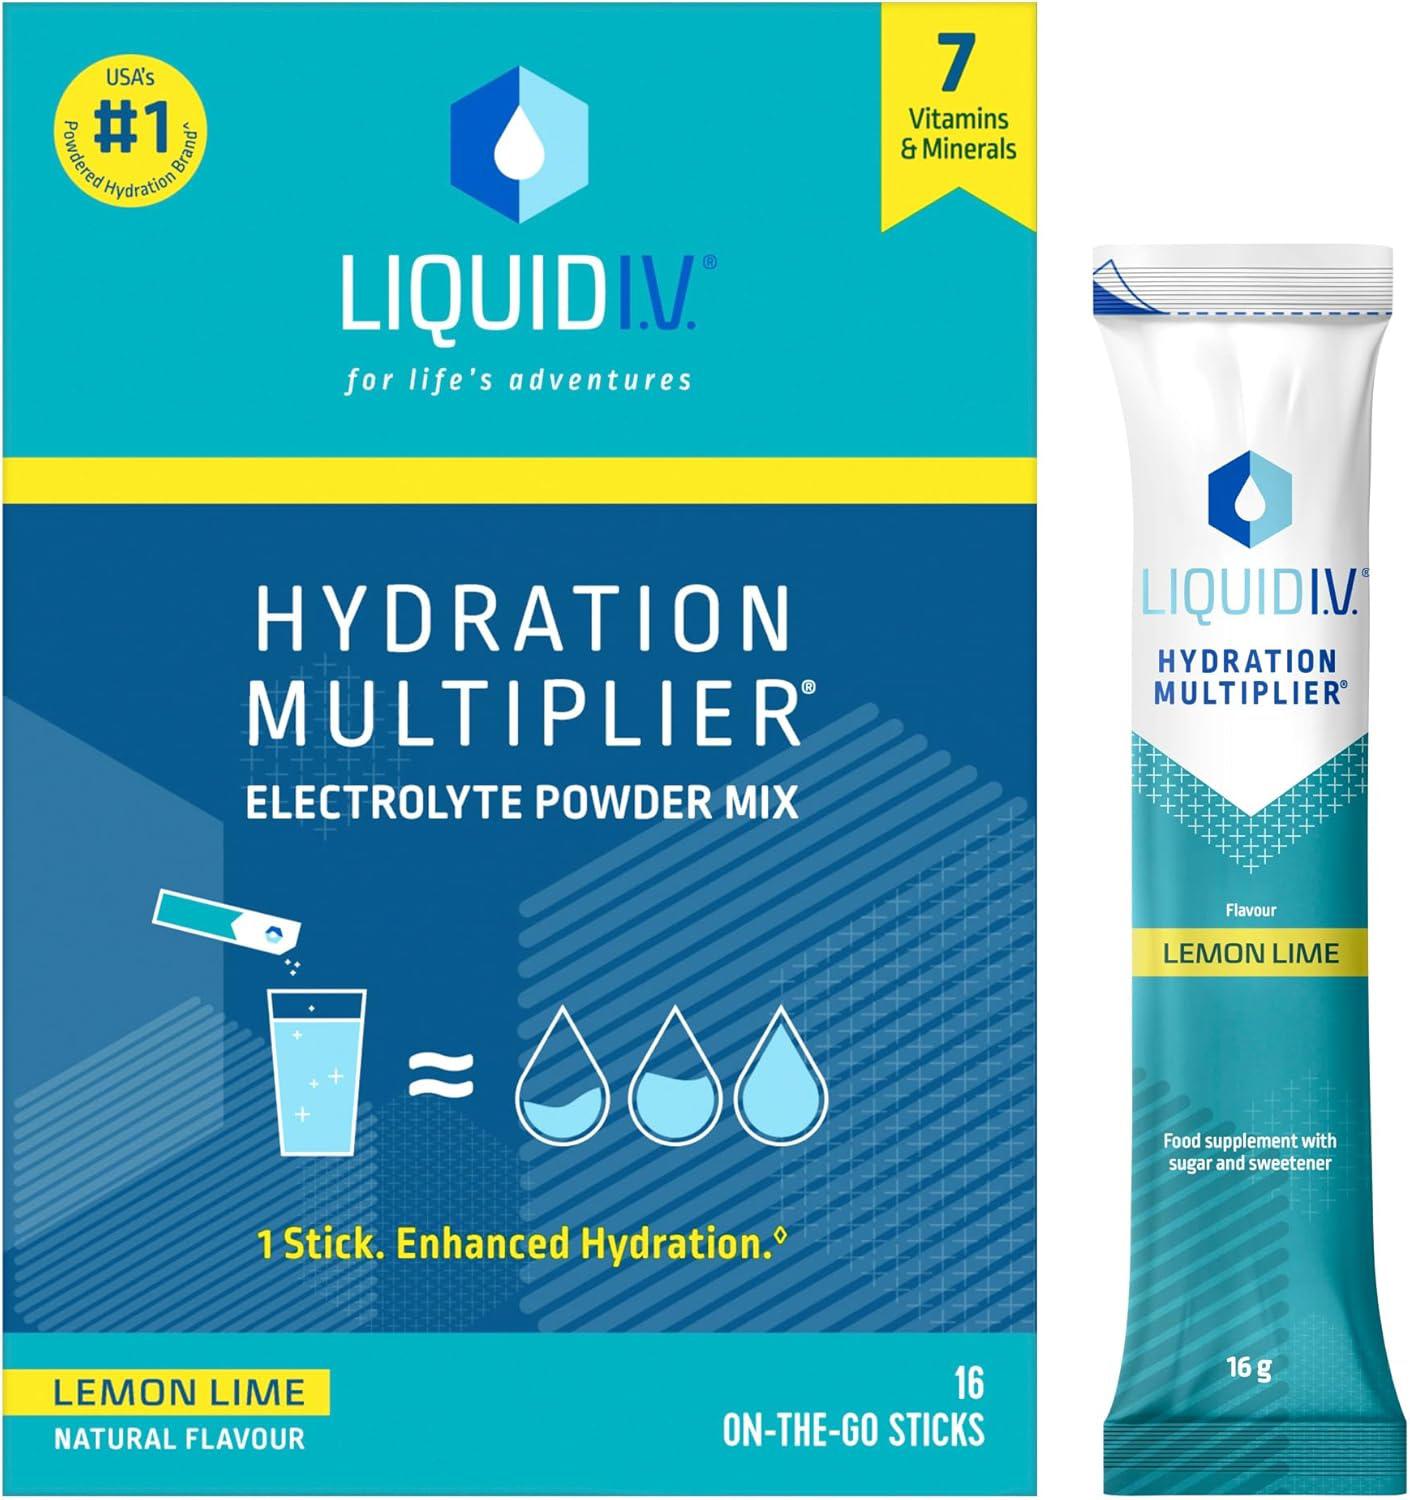 USA's
#1
Powdered Hydration Brand^
7
Vitamins
& Minerals
LIQUID I.V.®
for life's adventures
HYDRATION
MULTIPLIER®
ELECTROLYTE POWDER MIX
≈
1 Stick. Enhanced Hydration.◊
LEMON LIME
NATURAL FLAVOUR
16
ON-THE-GO STICKS
LIQUID I.V.®
HYDRATION
MULTIPLIER®
Flavour
LEMON LIME
Food supplement with
sugar and sweetener
16 g